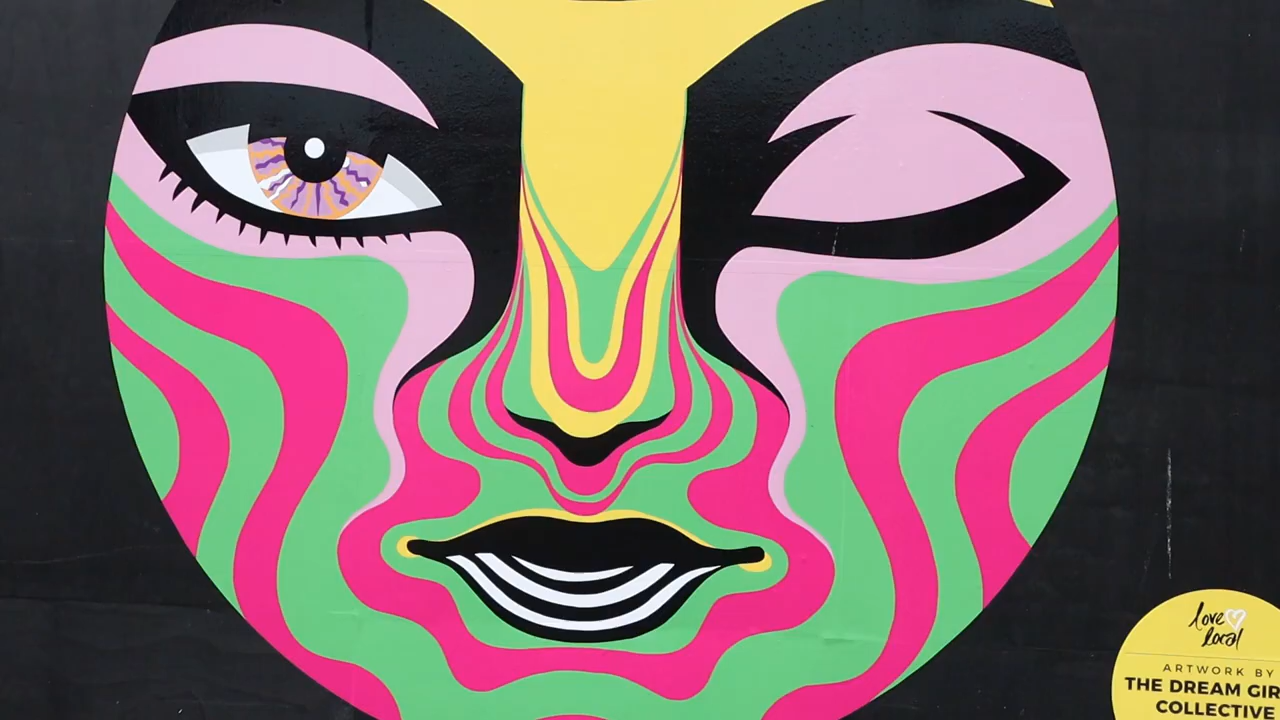 love
local
ARTWORK BY
THE DREAM GIR
COLLECTIVE